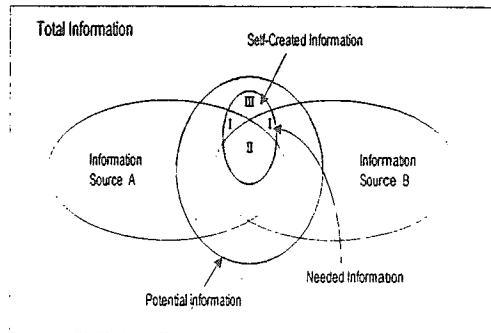 Total Information
Self-Created Information
III
I I
II
Information
Source A
Information
Source B
Needed Information
Potential information